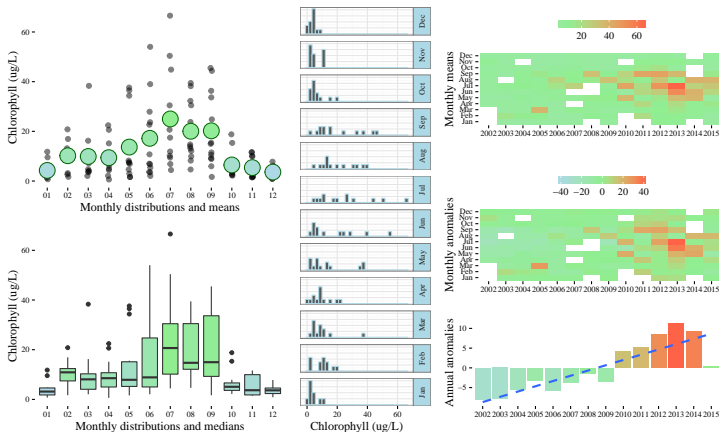 60
40
20
0
Chlorophyll (ug/L)
01 02 03 04 05 06 07 08 09 10 11 12
Monthly distributions and means
60
40
20
0
Chlorophyll (ug/L)
01 02 03 04 05 06 07 08 09 10 11 12
Monthly distributions and medians
Dec
Nov
Oct
Sep
Aug
Jul
Jun
May
Apr
Mar
Feb
Jan
0 20 40 60
Chlorophyll (ug/L)
20 40 60
Monthly means
Dec
Nov
Oct
Sep
Aug
Jul
Jun
May
Apr
Mar
Feb
Jan
2002 2003 2004 2005 2006 2007 2008 2009 2010 2011 2012 2013 2014 2015
−40 −20 0 20 40
Monthly anomalies
Dec
Nov
Oct
Sep
Aug
Jul
Jun
May
Apr
Mar
Feb
Jan
2002 2003 2004 2005 2006 2007 2008 2009 2010 2011 2012 2013 2014 2015
Annual anomalies
10
5
0
−5
2002 2003 2004 2005 2006 2007 2008 2009 2010 2011 2012 2013 2014 2015